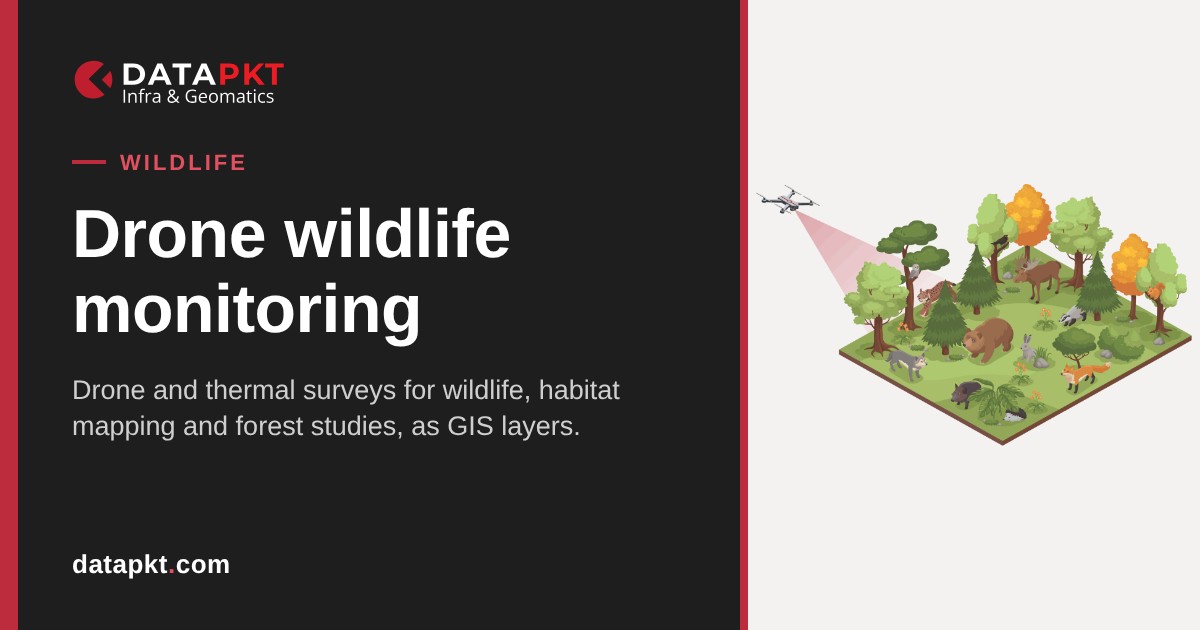 DATAPKT
Infra & Geomatics
WILDLIFE
Drone wildlife
monitoring
Drone and thermal surveys for wildlife, habitat
mapping and forest studies, as GIS layers.
datapkt.com